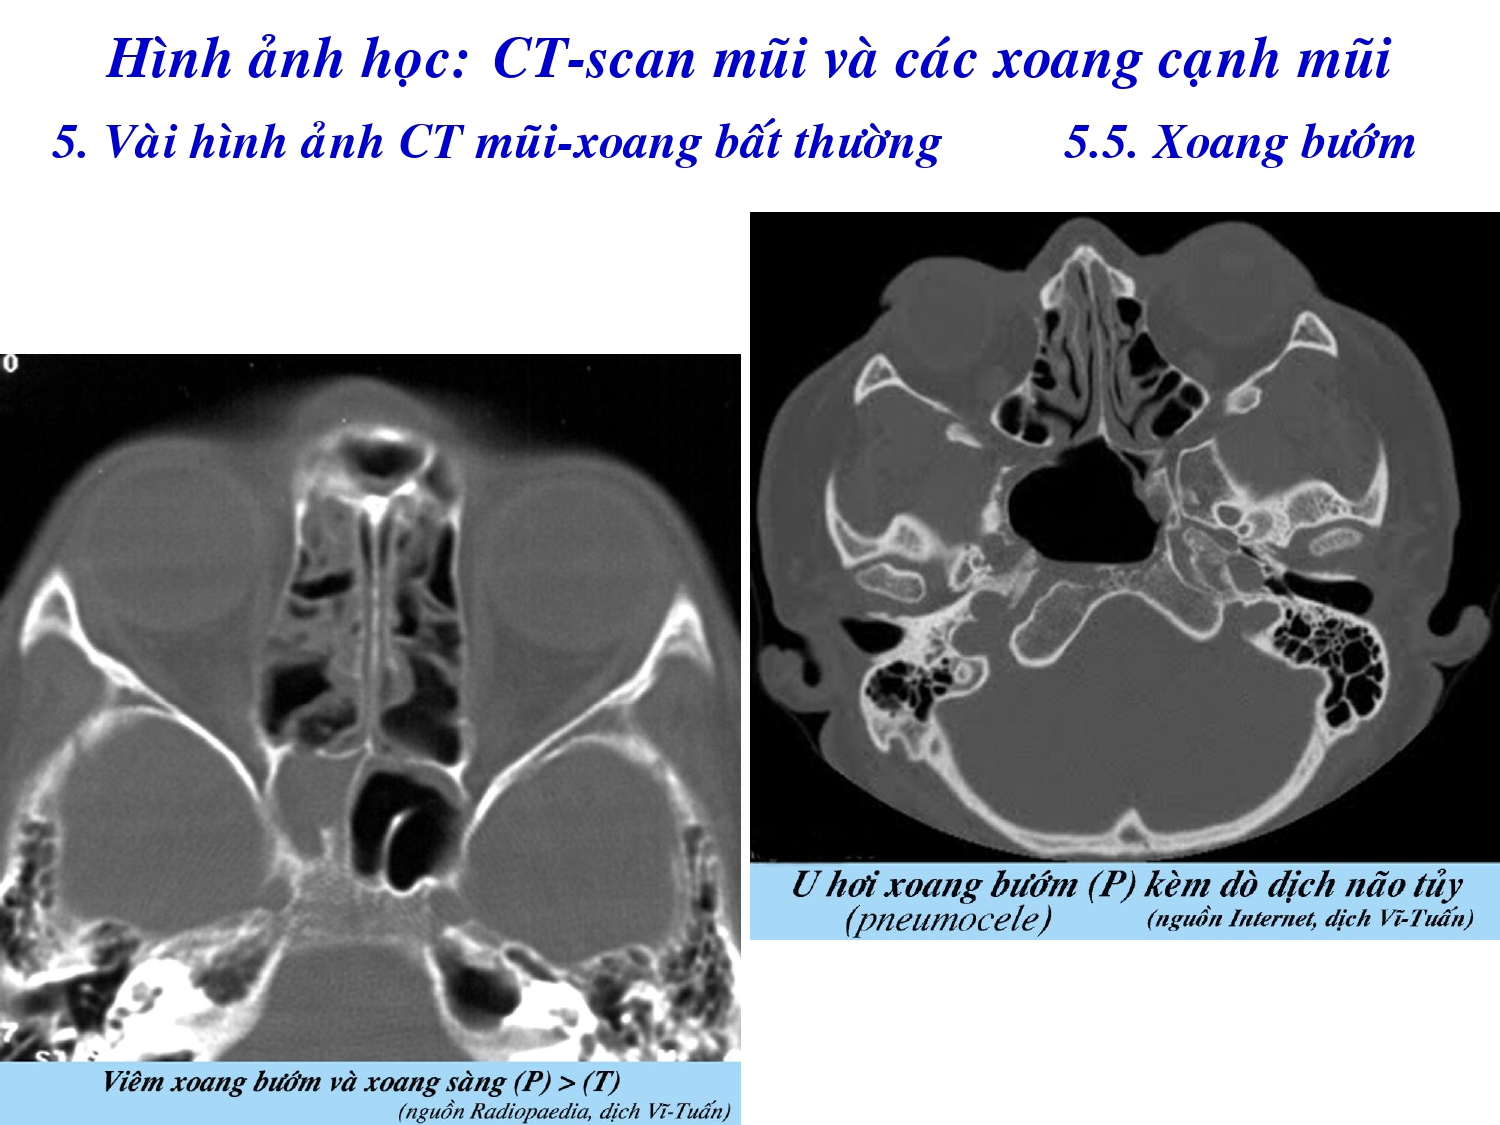 Hình ảnh học: CT-scan mũi và các xoang cạnh mũi
5. Vài hình ảnh CT mũi-xoang bất thường 5.5. Xoang bướm
0
7
Viêm xoang bướm và xoang sàng (P) > (T)
(nguồn Radiopaedia, dịch Vĩ-Tuấn)
U hơi xoang bướm (P) kèm dò dịch não tủy
(pneumocele) (nguồn Internet, dịch Vĩ-Tuấn)